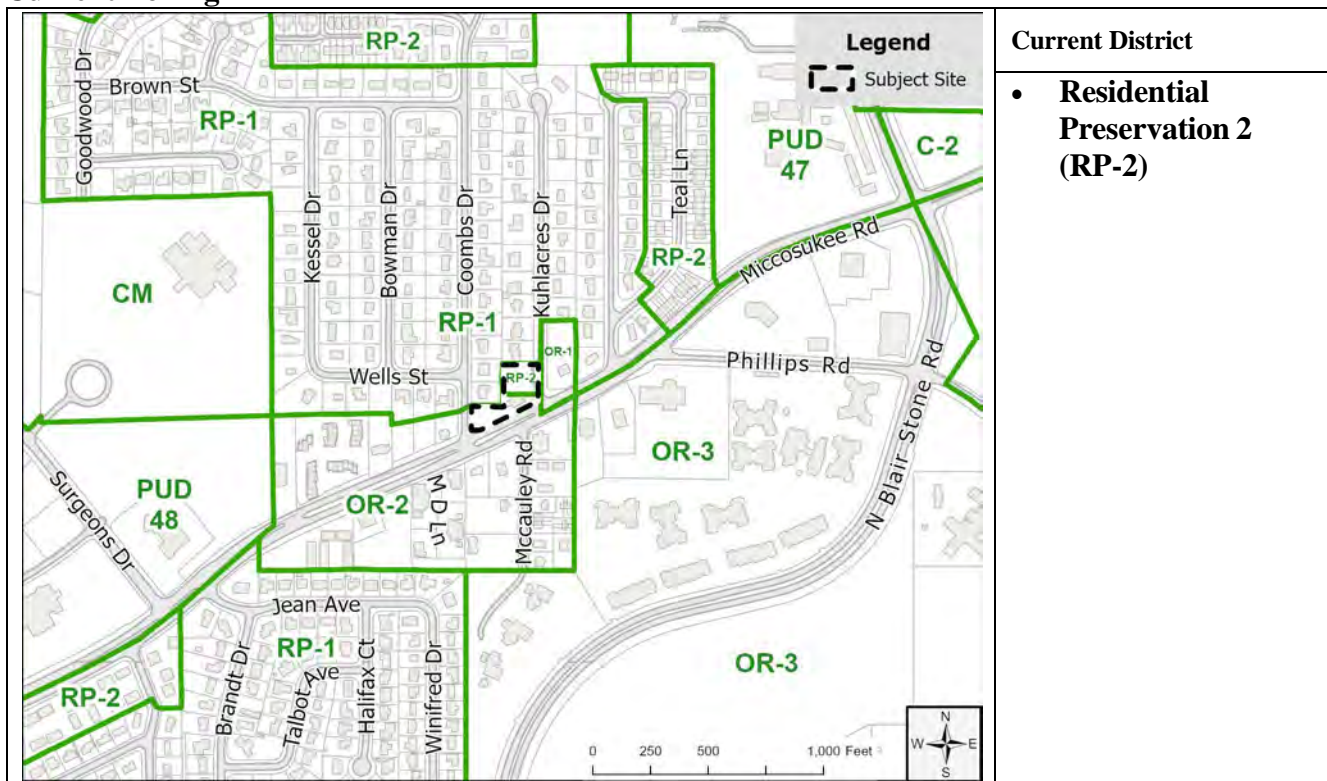 Legend
Subject Site
RP-2
Goodwood Dr
Brown St
RP-1
PUD
47
C-2
Teal Ln
Kessel Dr
Bowman Dr
Coombs Dr
Kuhlacres Dr
RP-2
Miccosukee Rd
CM
RP-1
OR-1
Phillips Rd
Wells St
RP-2
OR-3
N Blair Stone Rd
Surgeons Dr
PUD
48
OR-2
M D Ln
Mccauley Rd
Jean Ave
RP-1
Brandt Dr
Talbot Ave
Halifax Ct
Winifred Dr
OR-3
RP-2
0 250 500 1,000 Feet
N
W E
S
Current District
• Residential
Preservation 2
(RP-2)